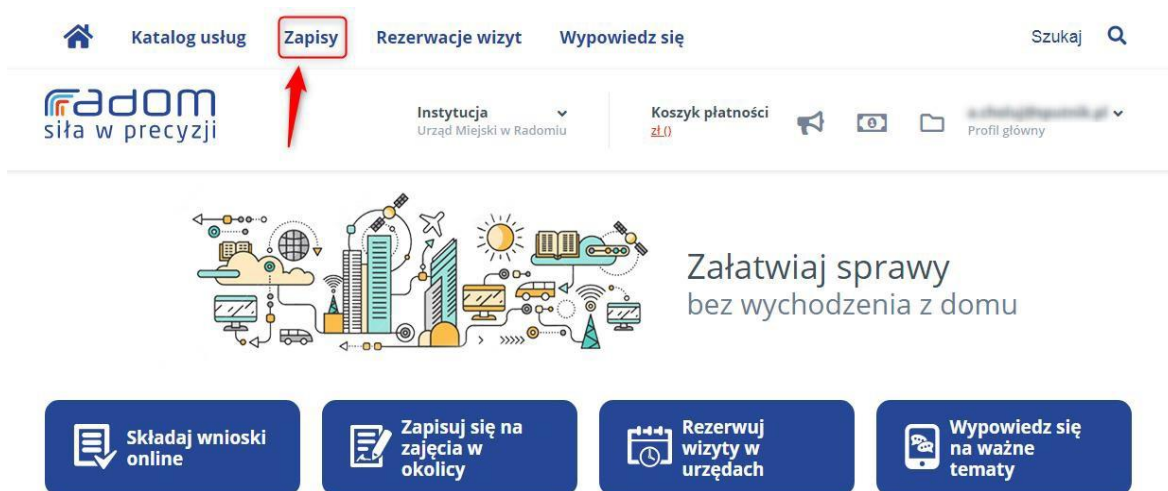 Katalog usług Zapisy Rezerwacje wizyt Wypowiedz się Szukaj
radom
siła w precyzji
Instytucja
Urząd Miejski w Radomiu
Koszyk płatności
zł ()
Profil główny
Załatwiaj sprawy
bez wychodzenia z domu
Składaj wnioski
online
Zapisuj się na
zajęcia w
okolicy
Rezerwuj
wizyty w
urzędach
Wypowiedz się
na ważne
tematy